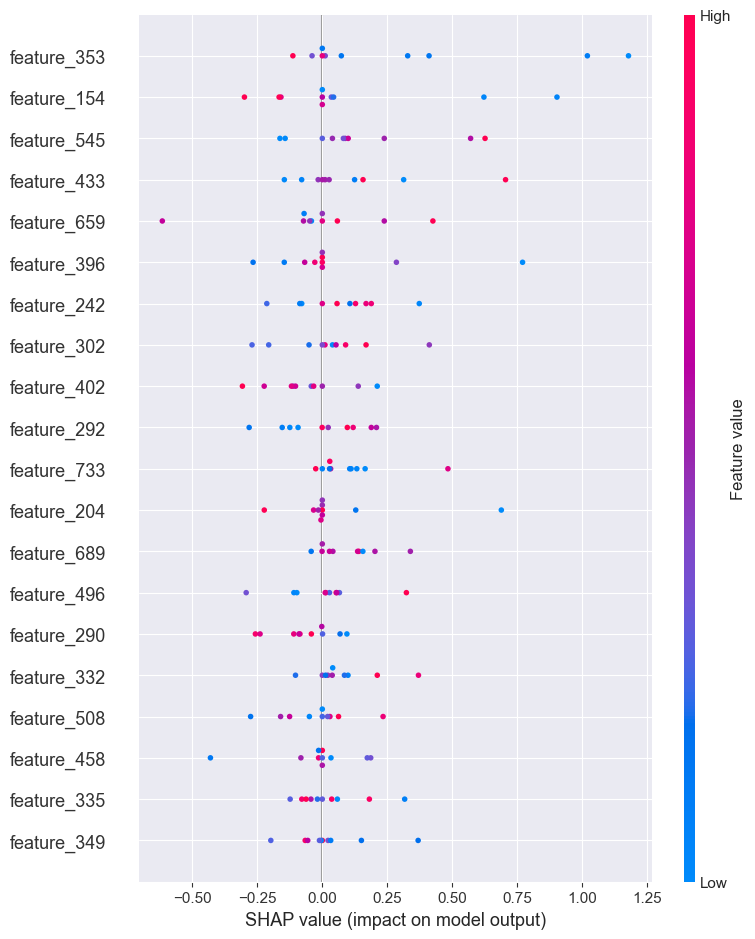 High
feature_353
feature_154
feature_545
feature_433
feature_659
feature_396
feature_242
feature_302
feature_402
feature_292
feature_733
feature_204
feature_689
feature_496
feature_290
feature_332
feature_508
feature_458
feature_335
feature_349
Feature value
Low
−0.50 −0.25 0.00 0.25 0.50 0.75 1.00 1.25
SHAP value (impact on model output)